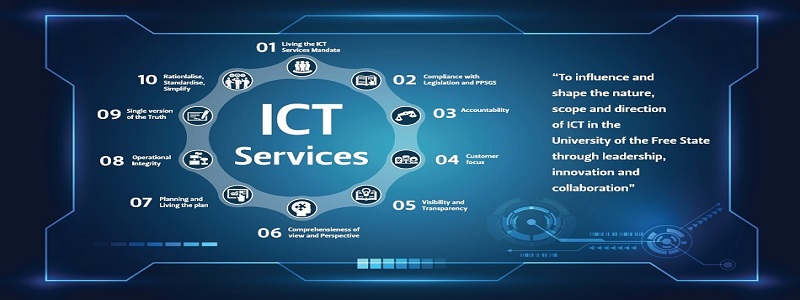 01 Living the ICT
Services Mandate
02 Compliance with
Legislation and PPSGS
03 Accountability
04 Customer
focus
05 Visibility and
Transparency
06 Comprehensieness of
view and Perspective
07 Planning and
Living the plan
08 Operational
Integrity
09 Single version
of the Truth
10 Rationlalise,
Standardise,
Simplify
ICT
Services
“To influence and
shape the nature,
scope and direction
of ICT in the
University of the Free State
through leadership,
innovation and
collaboration”